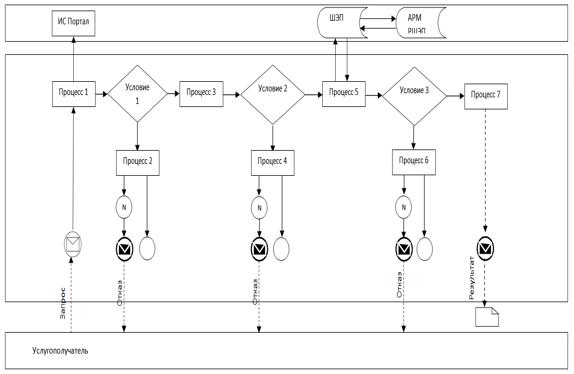 ИС Портал
ШЭП
АРМ
РШЭП
Процесс 1
Условие
1
Процесс 3
Условие 2
Процесс 5
Условие 3
Процесс 7
Процесс 2
Процесс 4
Процесс 6
N
N
N
Запрос
Отказ
Отказ
Отказ
Результат
Услугополучатель